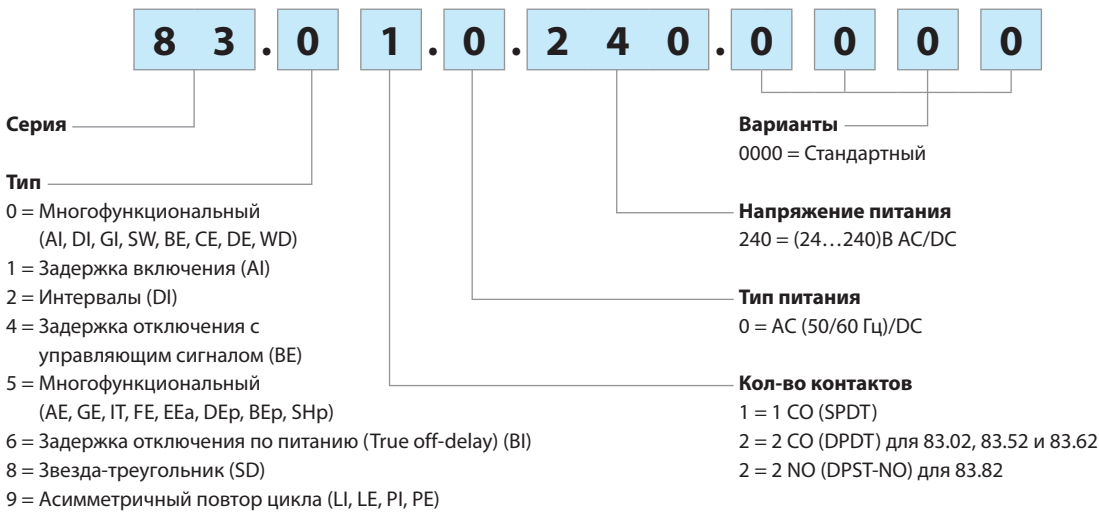 8 3 . 0 1 . 0 . 2 4 0 . 0 0 0 0
Серия
Тип
0 = Многофункциональный
(AI, DI, GI, SW, BE, CE, DE, WD)
1 = Задержка включения (AI)
2 = Интервалы (DI)
4 = Задержка отключения с
управляющим сигналом (BE)
5 = Многофункциональный
(AE, GE, IT, FE, EEa, DEp, BEp, SHp)
6 = Задержка отключения по питанию (True off-delay) (BI)
8 = Звезда-треугольник (SD)
9 = Асимметричный повтор цикла (LI, LE, PI, PE)
Варианты
0000 = Стандартный
Напряжение питания
240 = (24…240)В AC/DC
Тип питания
0 = AC (50/60 Гц)/DC
Кол-во контактов
1 = 1 CO (SPDT)
2 = 2 CO (DPDT) для 83.02, 83.52 и 83.62
2 = 2 NO (DPST-NO) для 83.82